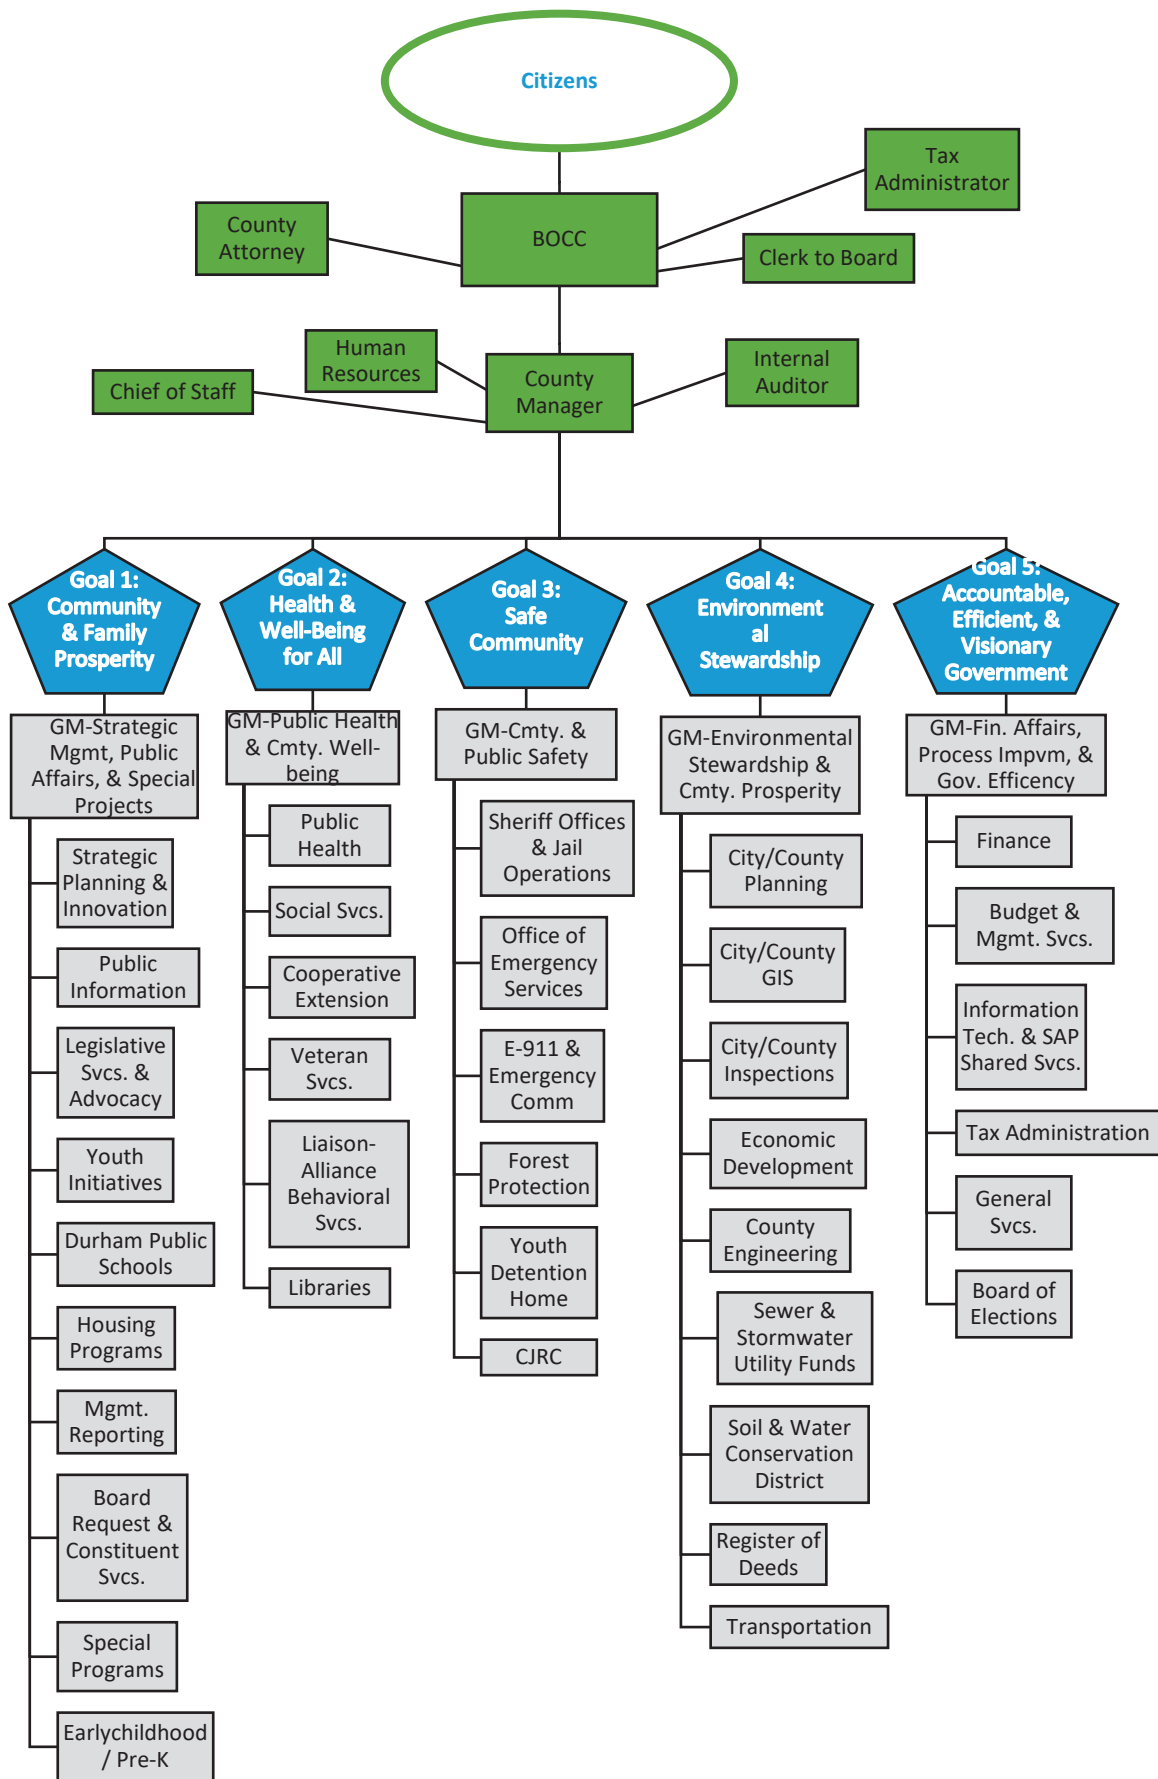 Citizens
Tax
Administrator
County
Attorney
BOCC
Clerk to Board
Human
Resources
Internal
Auditor
Chief of Staff
County
Manager
Goal 1:
Community
& Family
Prosperity
Goal 2:
Health &
Well-Being
for All
Goal 3:
Safe
Community
Goal 4:
Environment
al
Stewardship
Goal 5:
Accountable,
Efficient, &
Visionary
Government
GM-Strategic
Mgmt, Public
Affairs, & Special
Projects
Strategic
Planning &
Innovation
Public
Information
Legislative
Svcs. &
Advocacy
Youth
Initiatives
Durham Public
Schools
Housing
Programs
Mgmt.
Reporting
Board
Request &
Constituent
Svcs.
Special
Programs
Earlychildhood
/ Pre-K
GM-Public Health
& Cmty. Well-
being
Public
Health
Social Svcs.
Cooperative
Extension
Veteran
Svcs.
Liaison-
Alliance
Behavioral
Svcs.
Libraries
GM-Cmty. &
Public Safety
Sheriff Offices
& Jail
Operations
Office of
Emergency
Services
E-911 &
Emergency
Comm
Forest
Protection
Youth
Detention
Home
CJRC
GM-Environmental
Stewardship &
Cmty. Prosperity
City/County
Planning
City/County
GIS
City/County
Inspections
Economic
Development
County
Engineering
Sewer &
Stormwater
Utility Funds
Soil & Water
Conservation
District
Register of
Deeds
Transportation
GM-Fin. Affairs,
Process Impvm, &
Gov. Efficency
Finance
Budget &
Mgmt. Svcs.
Information
Tech. & SAP
Shared Svcs.
Tax Administration
General
Svcs.
Board of
Elections